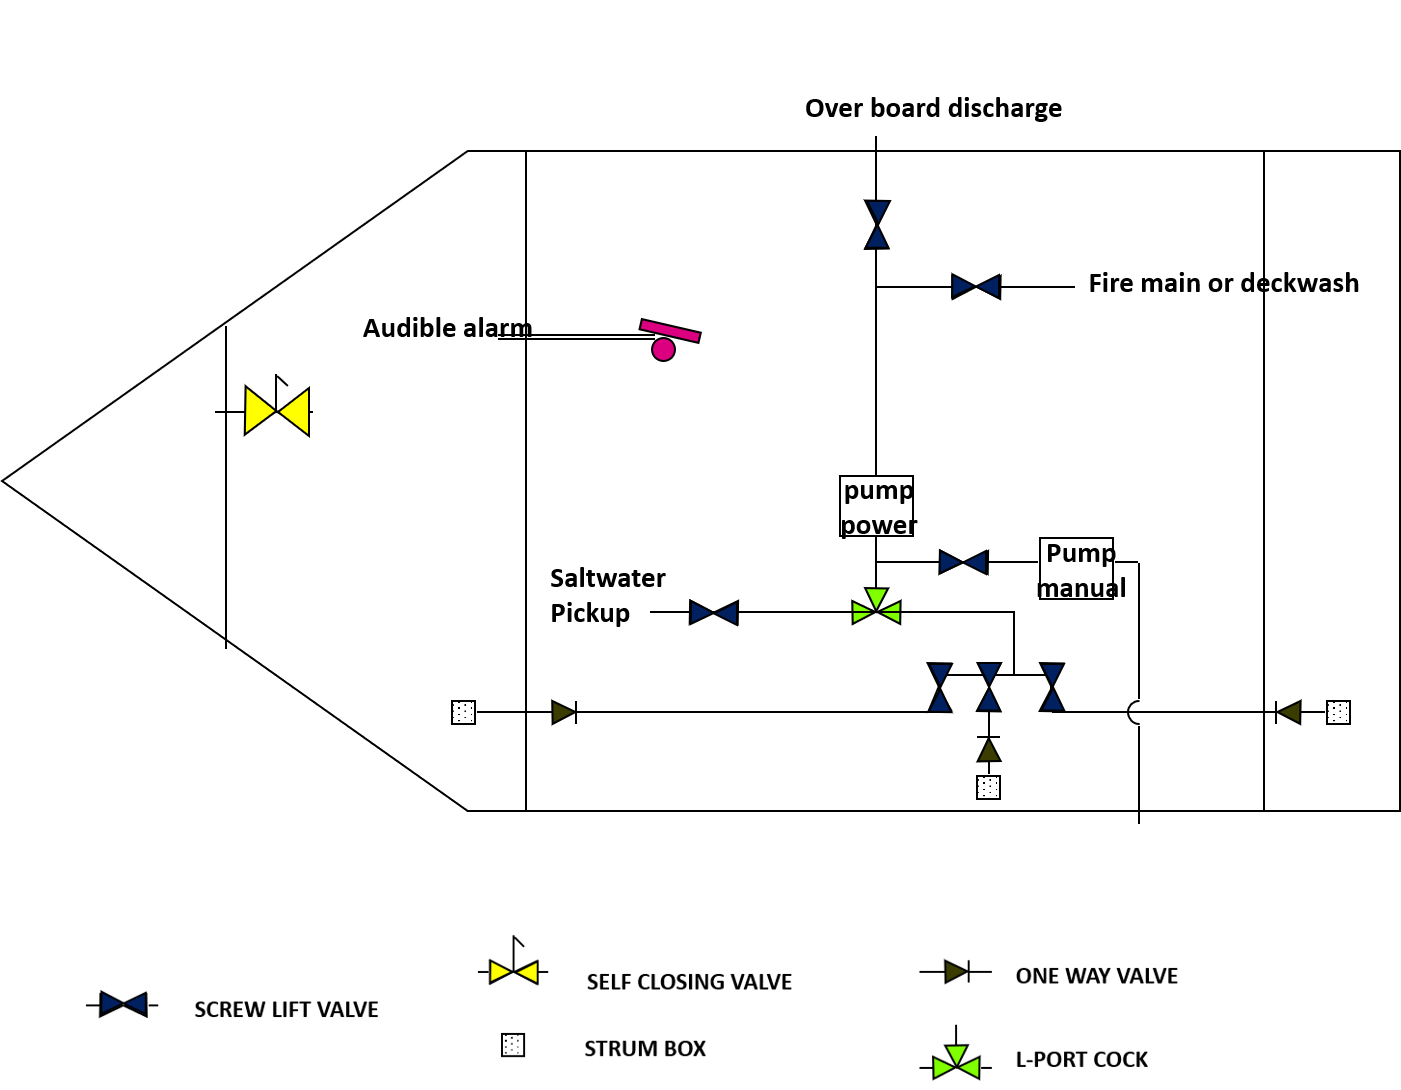 Over board discharge
Fire main or deckwash
Audible alarm
pump
power
Pump
manual
Saltwater
Pickup
SELF CLOSING VALVE
ONE WAY VALVE
SCREW LIFT VALVE
STRUM BOX
L-PORT COCK